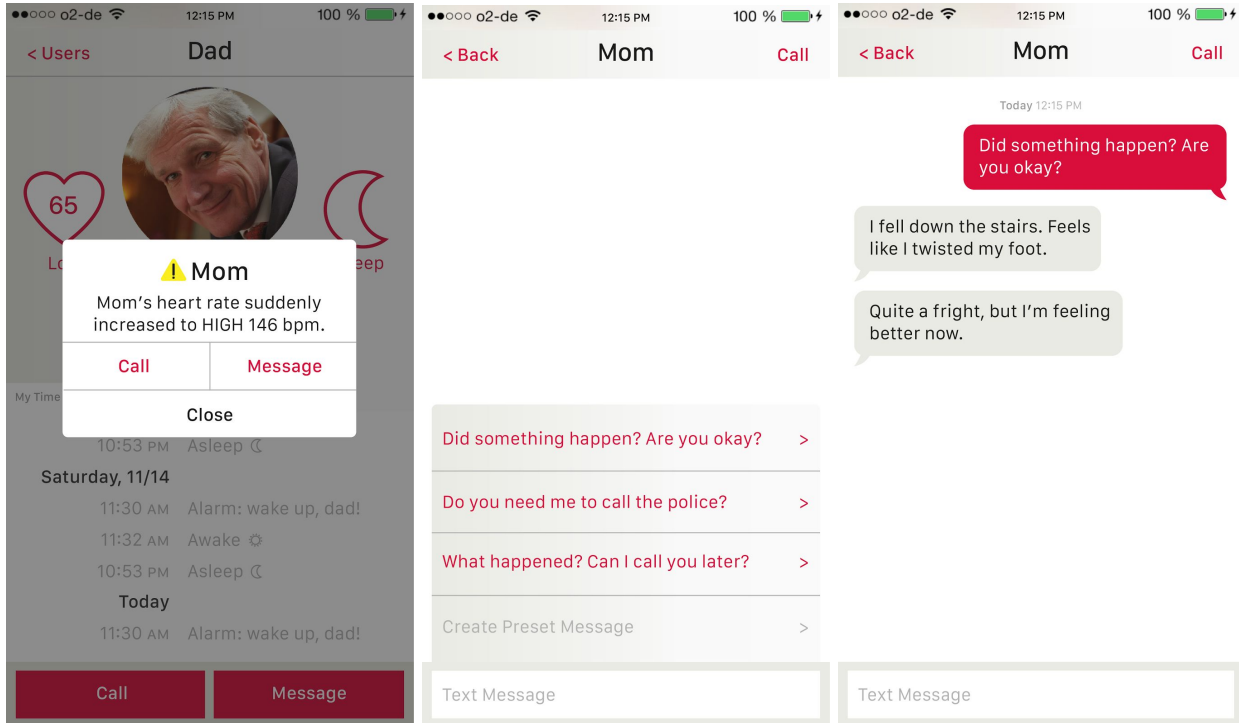 o2-de 12:15 PM 100 %
< Users Dad
65
Mom
Mom's heart rate suddenly
increased to HIGH 146 bpm.
Call Message
Close
My Time
10:53 PM Asleep
Saturday, 11/14
11:30 AM Alarm: wake up, dad!
11:32 AM Awake
10:53 PM Asleep
Today
11:30 AM Alarm: wake up, dad!
Call Message
o2-de 12:15 PM 100 %
< Back Mom Call
Did something happen? Are you okay? >
Do you need me to call the police? >
What happened? Can I call you later? >
Create Preset Message >
Text Message
o2-de 12:15 PM 100 %
< Back Mom Call
Today 12:15 PM
Did something happen? Are
you okay?
I fell down the stairs. Feels
like I twisted my foot.
Quite a fright, but I'm feeling
better now.
Text Message